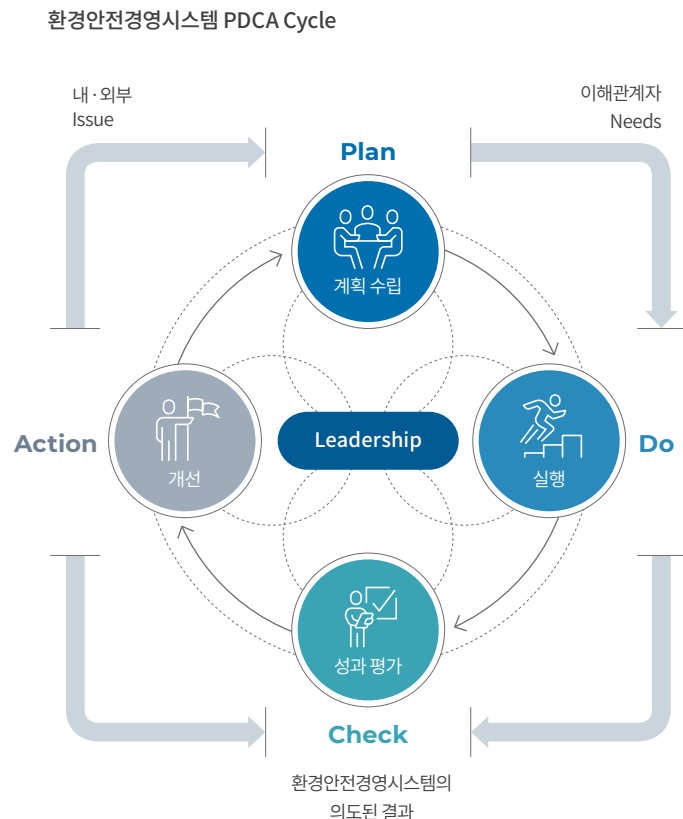 환경안전경영시스템 PDCA Cycle
내·외부
Issue
이해관계자
Needs
Plan
계획 수립
Action
개선
Leadership
실행
Do
성과 평가
Check
환경안전경영시스템의
의도된 결과